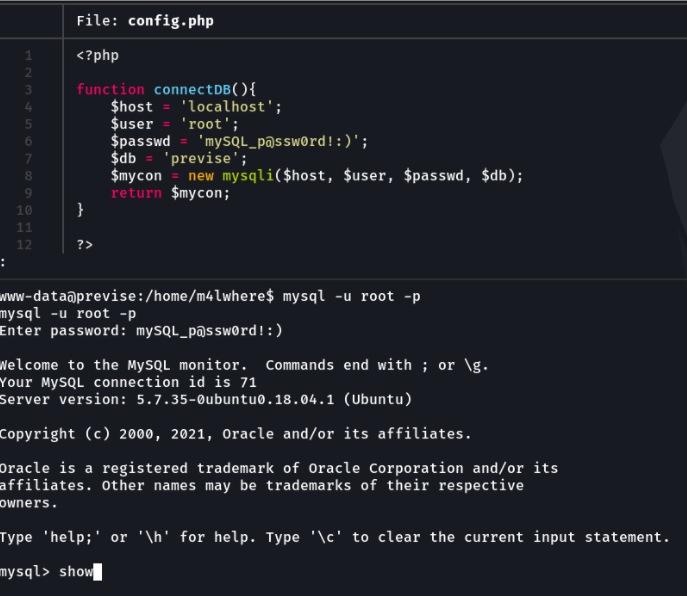 File: config.php
1 <?php
2
3 function connectDB(){
4 $host = 'localhost';
5 $user = 'root';
6 $passwd = 'mySQL_p@ssw0rd!:)';
7 $db = 'previse';
8 $mycon = new mysqli($host, $user, $passwd, $db);
9 return $mycon;
10 }
11
12 ?>
:
www-data@previse:/home/m4lwhere$ mysql -u root -p
mysql -u root -p
Enter password: mySQL_p@ssw0rd!:)
Welcome to the MySQL monitor.  Commands end with ; or \g.
Your MySQL connection id is 71
Server version: 5.7.35-0ubuntu0.18.04.1 (Ubuntu)
Copyright (c) 2000, 2021, Oracle and/or its affiliates.
Oracle is a registered trademark of Oracle Corporation and/or its
affiliates. Other names may be trademarks of their respective
owners.
Type 'help;' or '\h' for help. Type '\c' to clear the current input statement.
mysql> show